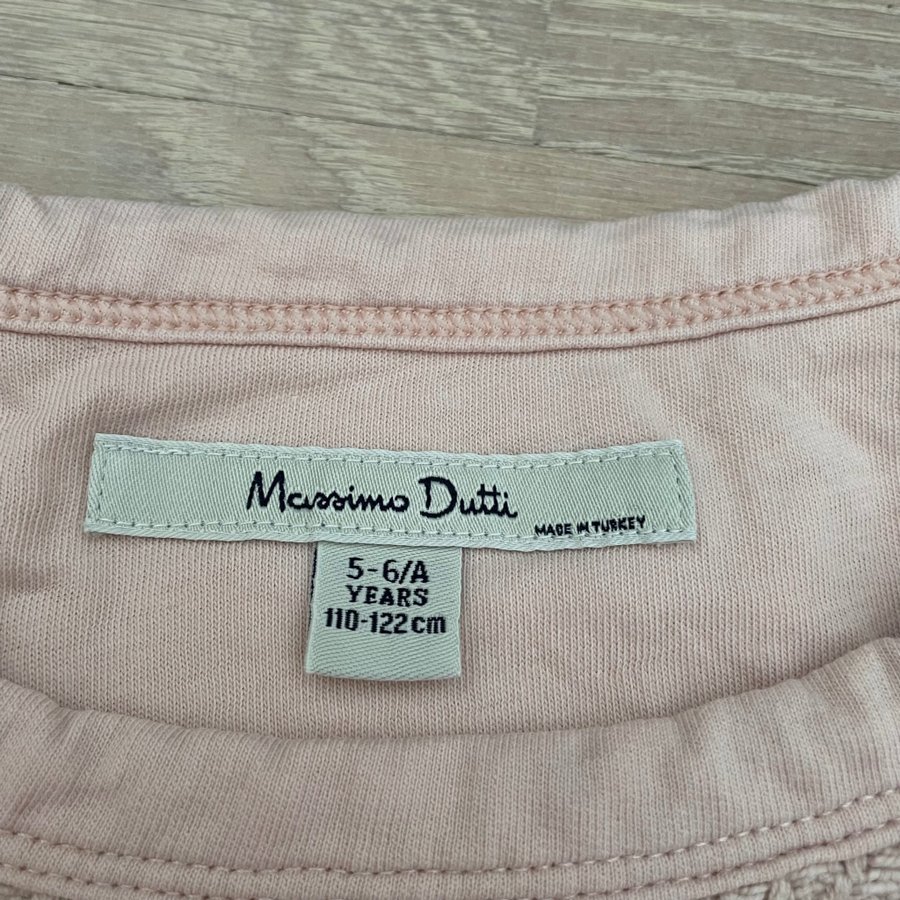 Massimo Dutti
MADE IN TURKEY
5-6/A
YEARS
110-122cm